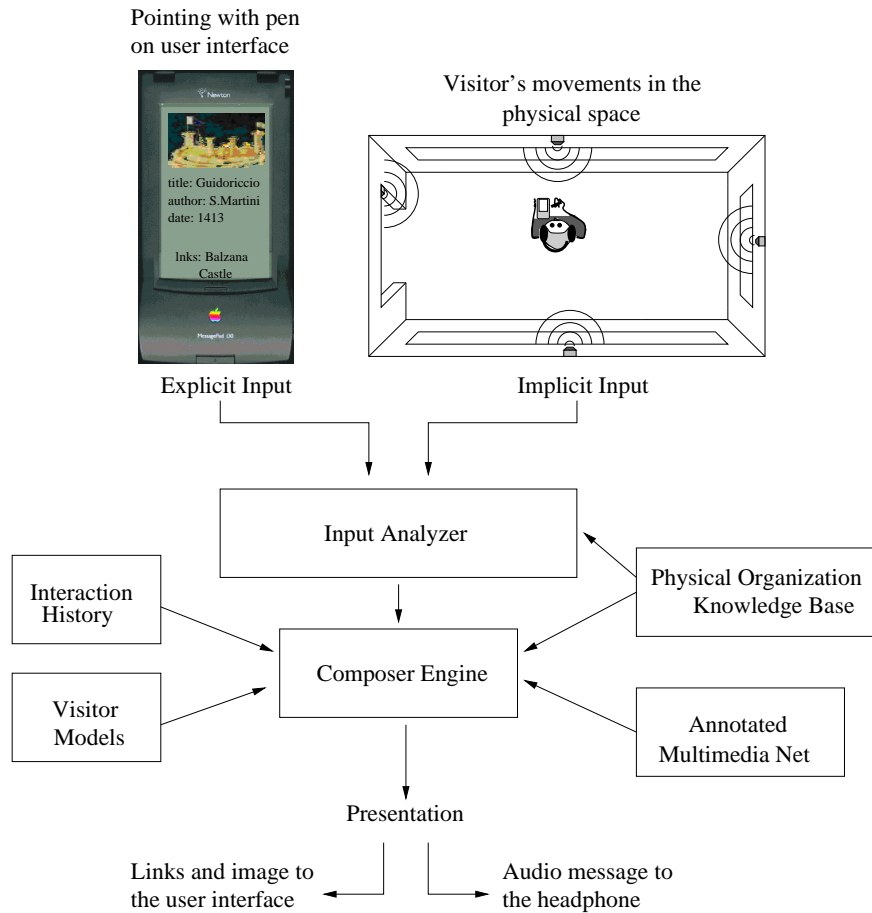 Pointing with pen
on user interface
Visitor's movements in the
physical space
Newton
title: Guidoriccio
author: S.Martini
date: 1413
lnks: Balzana
Castle
MessagePad
Explicit Input
Implicit Input
Input Analyzer
Interaction
History
Physical Organization
Knowledge Base
Composer Engine
Visitor
Models
Annotated
Multimedia Net
Presentation
Links and image to
the user interface
Audio message to
the headphone